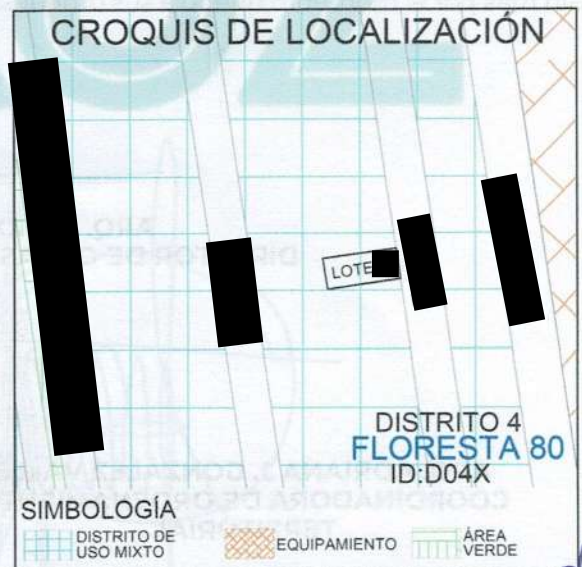 CROQUIS DE LOCALIZACIÓN
LOTE
DISTRITO 4
FLORESTA 80
ID:D04X
SIMBOLOGÍA
DISTRITO DE
USO MIXTO
EQUIPAMIENTO
ÁREA
VERDE